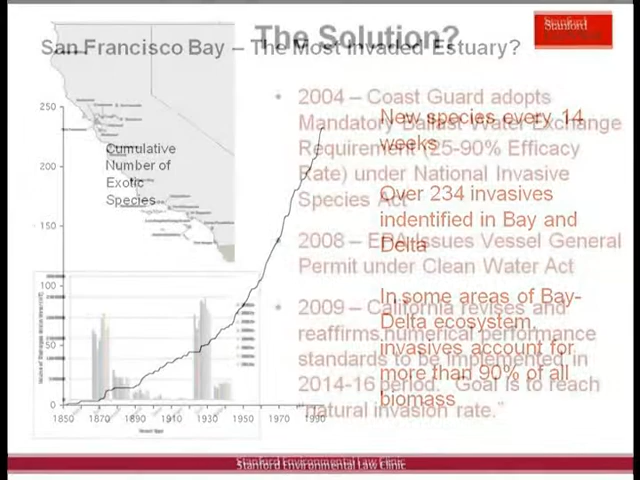 The Solution?
San Francisco Bay – The Most Invaded Estuary?
Stanford
• 2004 – Coast Guard adopts
Mandatory Ballast Water Exchange
Requirement (25-90% Efficacy
Rate) under National Invasive
Species Act
• 2008 – EPA Issues Vessel General
Permit under Clean Water Act
• 2009 – California revises and
reaffirms numerical performance
standards to be implemented in
2014-16 period. Goal is to reach
“natural invasion rate.”
New species every 14
weeks
Over 234 invasives
indentified in Bay and
Delta
In some areas of Bay-
Delta ecosystem,
invasives account for
more than 90% of all
biomass
Cumulative
Number of
Exotic
Species
250
200
150
100
50
0
1850 1870 1890 1910 1930 1950 1970 1990
Stanford Environmental Law Clinic